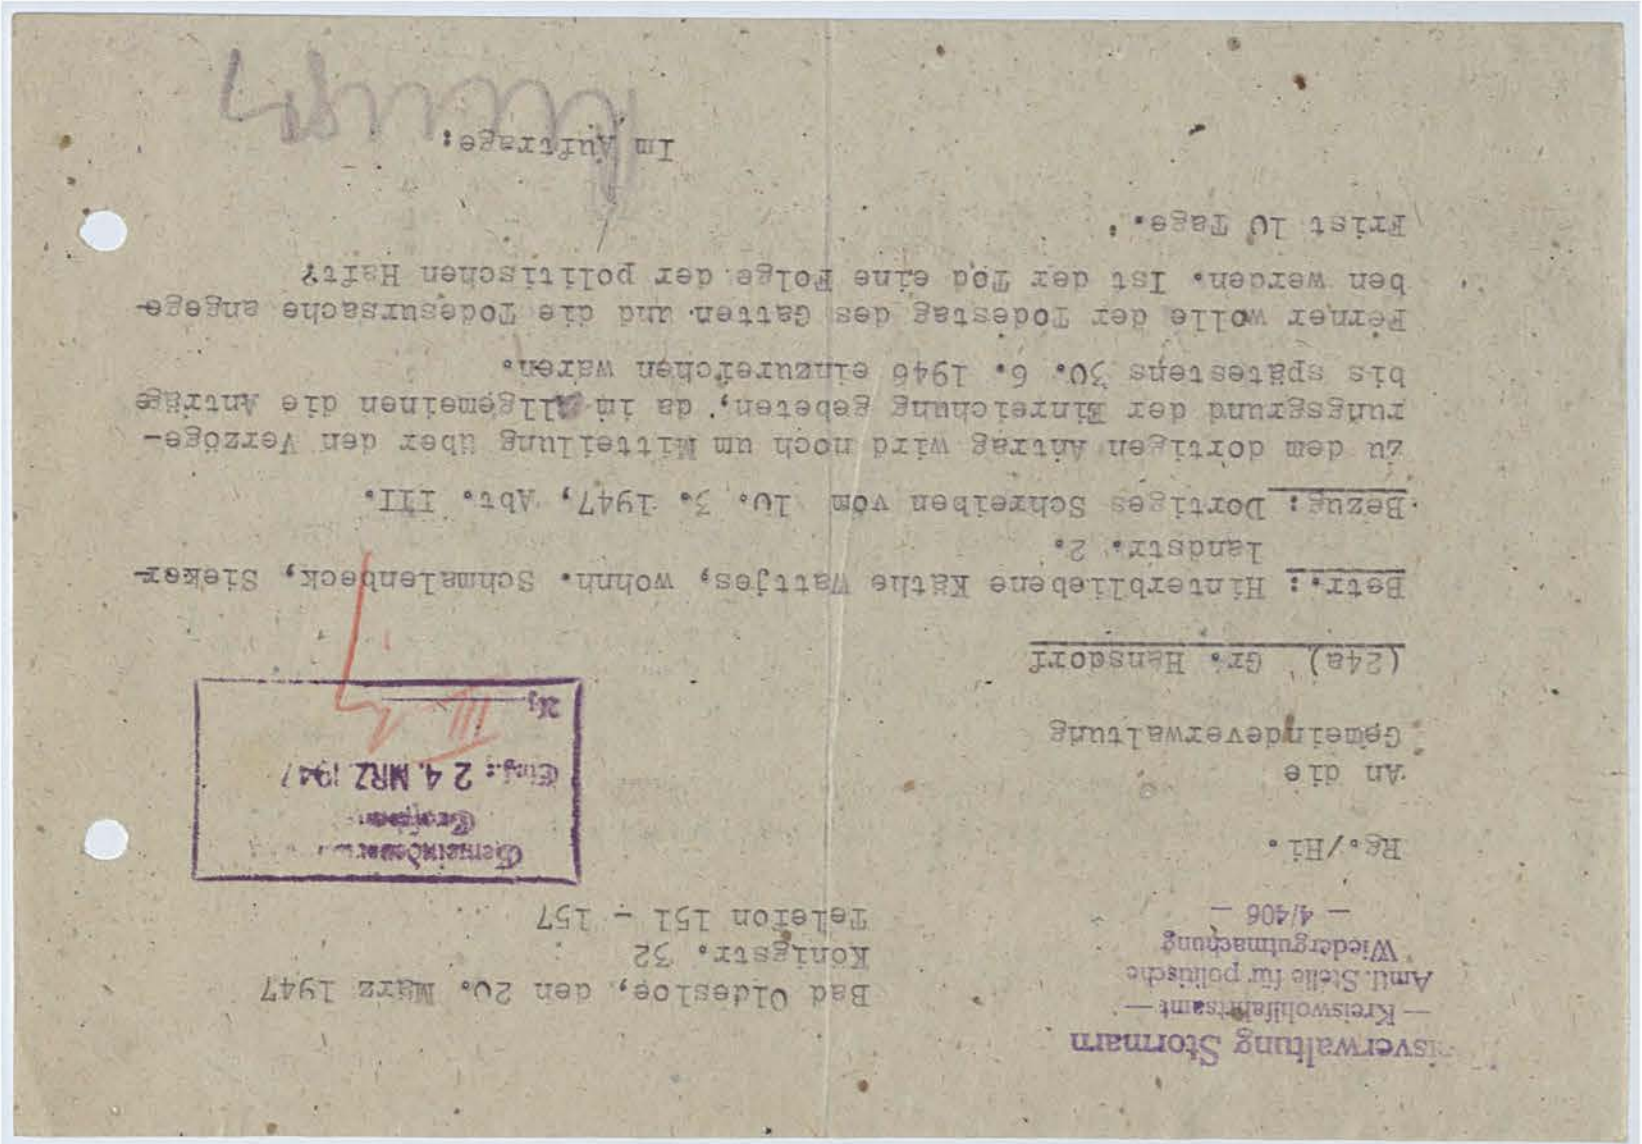 Kreisverwaltung Stormarn
— Kreiswohlfahrtsamt —
Amtl. Stelle für politische
Wiedergutmachung
— 4/406 —
Bad Oldesloe, den 20. März 1947
Königstr. 32
Telefon 151 - 157
Rg./Hi.
An die
Gemeindeverwaltung
(24a) Gr. Hansdorf
Eing.: 24. MRZ 1947
III
Betr.: Hinterbliebene Käthe Wattjes, wohnh. Schmalenbeck, Sieker-
landstr. 2.
Bezug: Dortiges Schreiben vom 10. 3. 1947, Abt. III.
zu dem dortigen Antrag wird noch um Mitteilung über den Verzöge-
rungsgrund der Einreichung gebeten, da im Allgemeinen die Anträge
bis spätestens 30. 6. 1946 einzureichen waren.
Ferner wolle der Todestag des Gatten und die Todesursache angege-
ben werden. Ist der Tod eine Folge der politischen Haft?
Frist 10 Tage.
Im Auftrage: